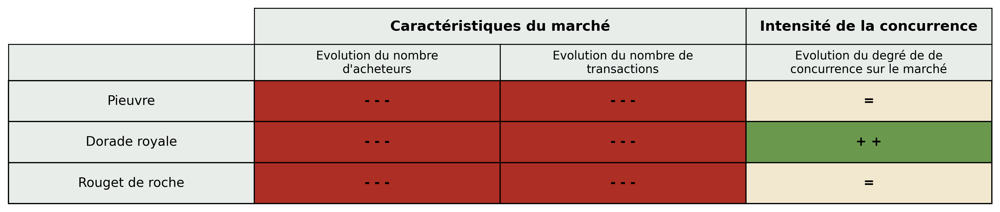 Caractéristiques du marché
Intensité de la concurrence
Evolution du nombre
d'acheteurs
Evolution du nombre de
transactions
Evolution du degré de de
concurrence sur le marché
Pieuvre
- - -
- - -
=
Dorade royale
- - -
- - -
+ +
Rouget de roche
- - -
- - -
=